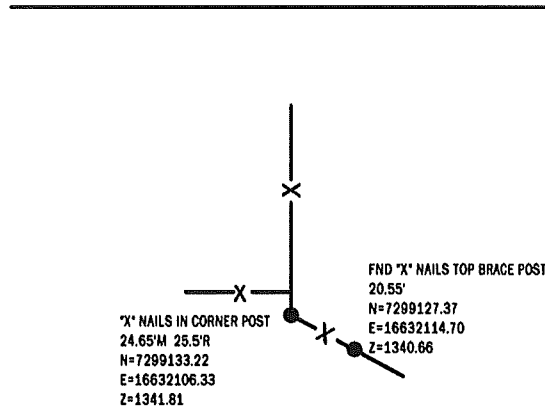 X
FND "X" NAILS TOP BRACE POST
20.55'
N=7299127.37
E=16632114.70
Z=1340.66
X
X
"X" NAILS IN CORNER POST
24.65'M 25.5'R
N=7299133.22
E=16632106.33
Z=1341.81